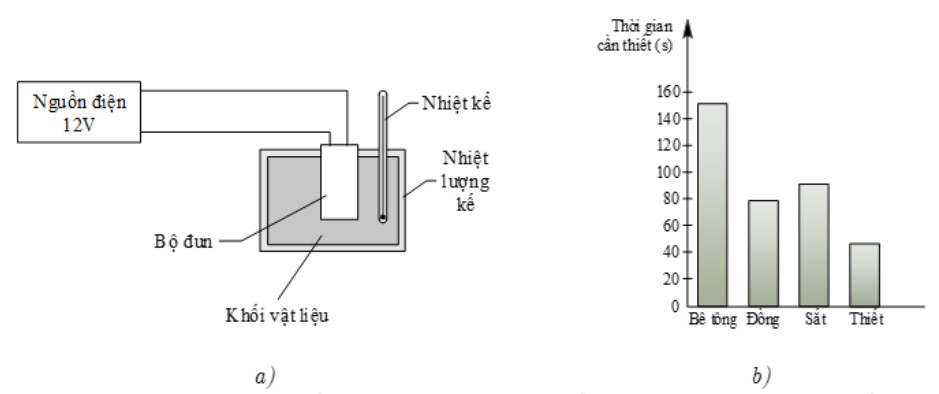 Nguồn điện
12V
Nhiệt kế
Nhiệt
lượng
kế
Bộ đun
Khối vật liệu
a)
Thời gian
cần thiết (s)
160
140
120
100
80
60
40
20
0
Bê tông Đồng Sắt Thiết
b)